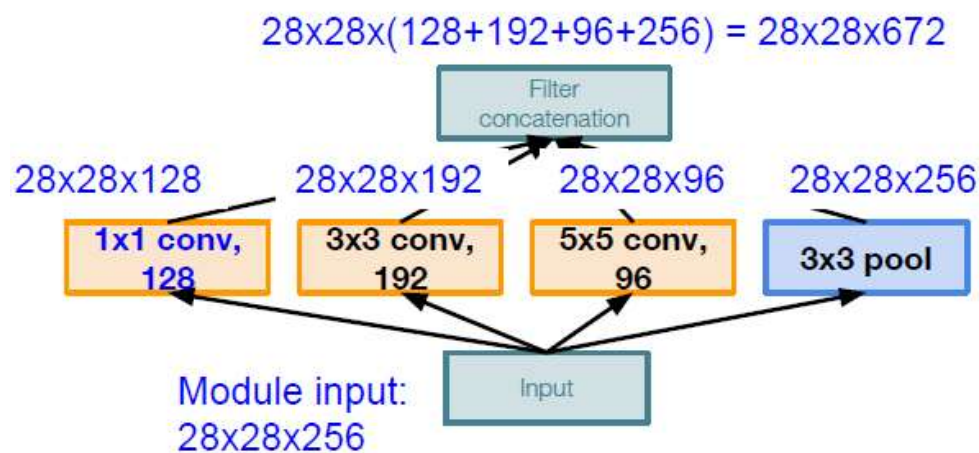 28x28x(128+192+96+256) = 28x28x672
Filter
concatenation
28x28x128
28x28x192
28x28x96
28x28x256
1x1 conv,
128
3x3 conv,
192
5x5 conv,
96
3x3 pool
Input
Module input:
28x28x256